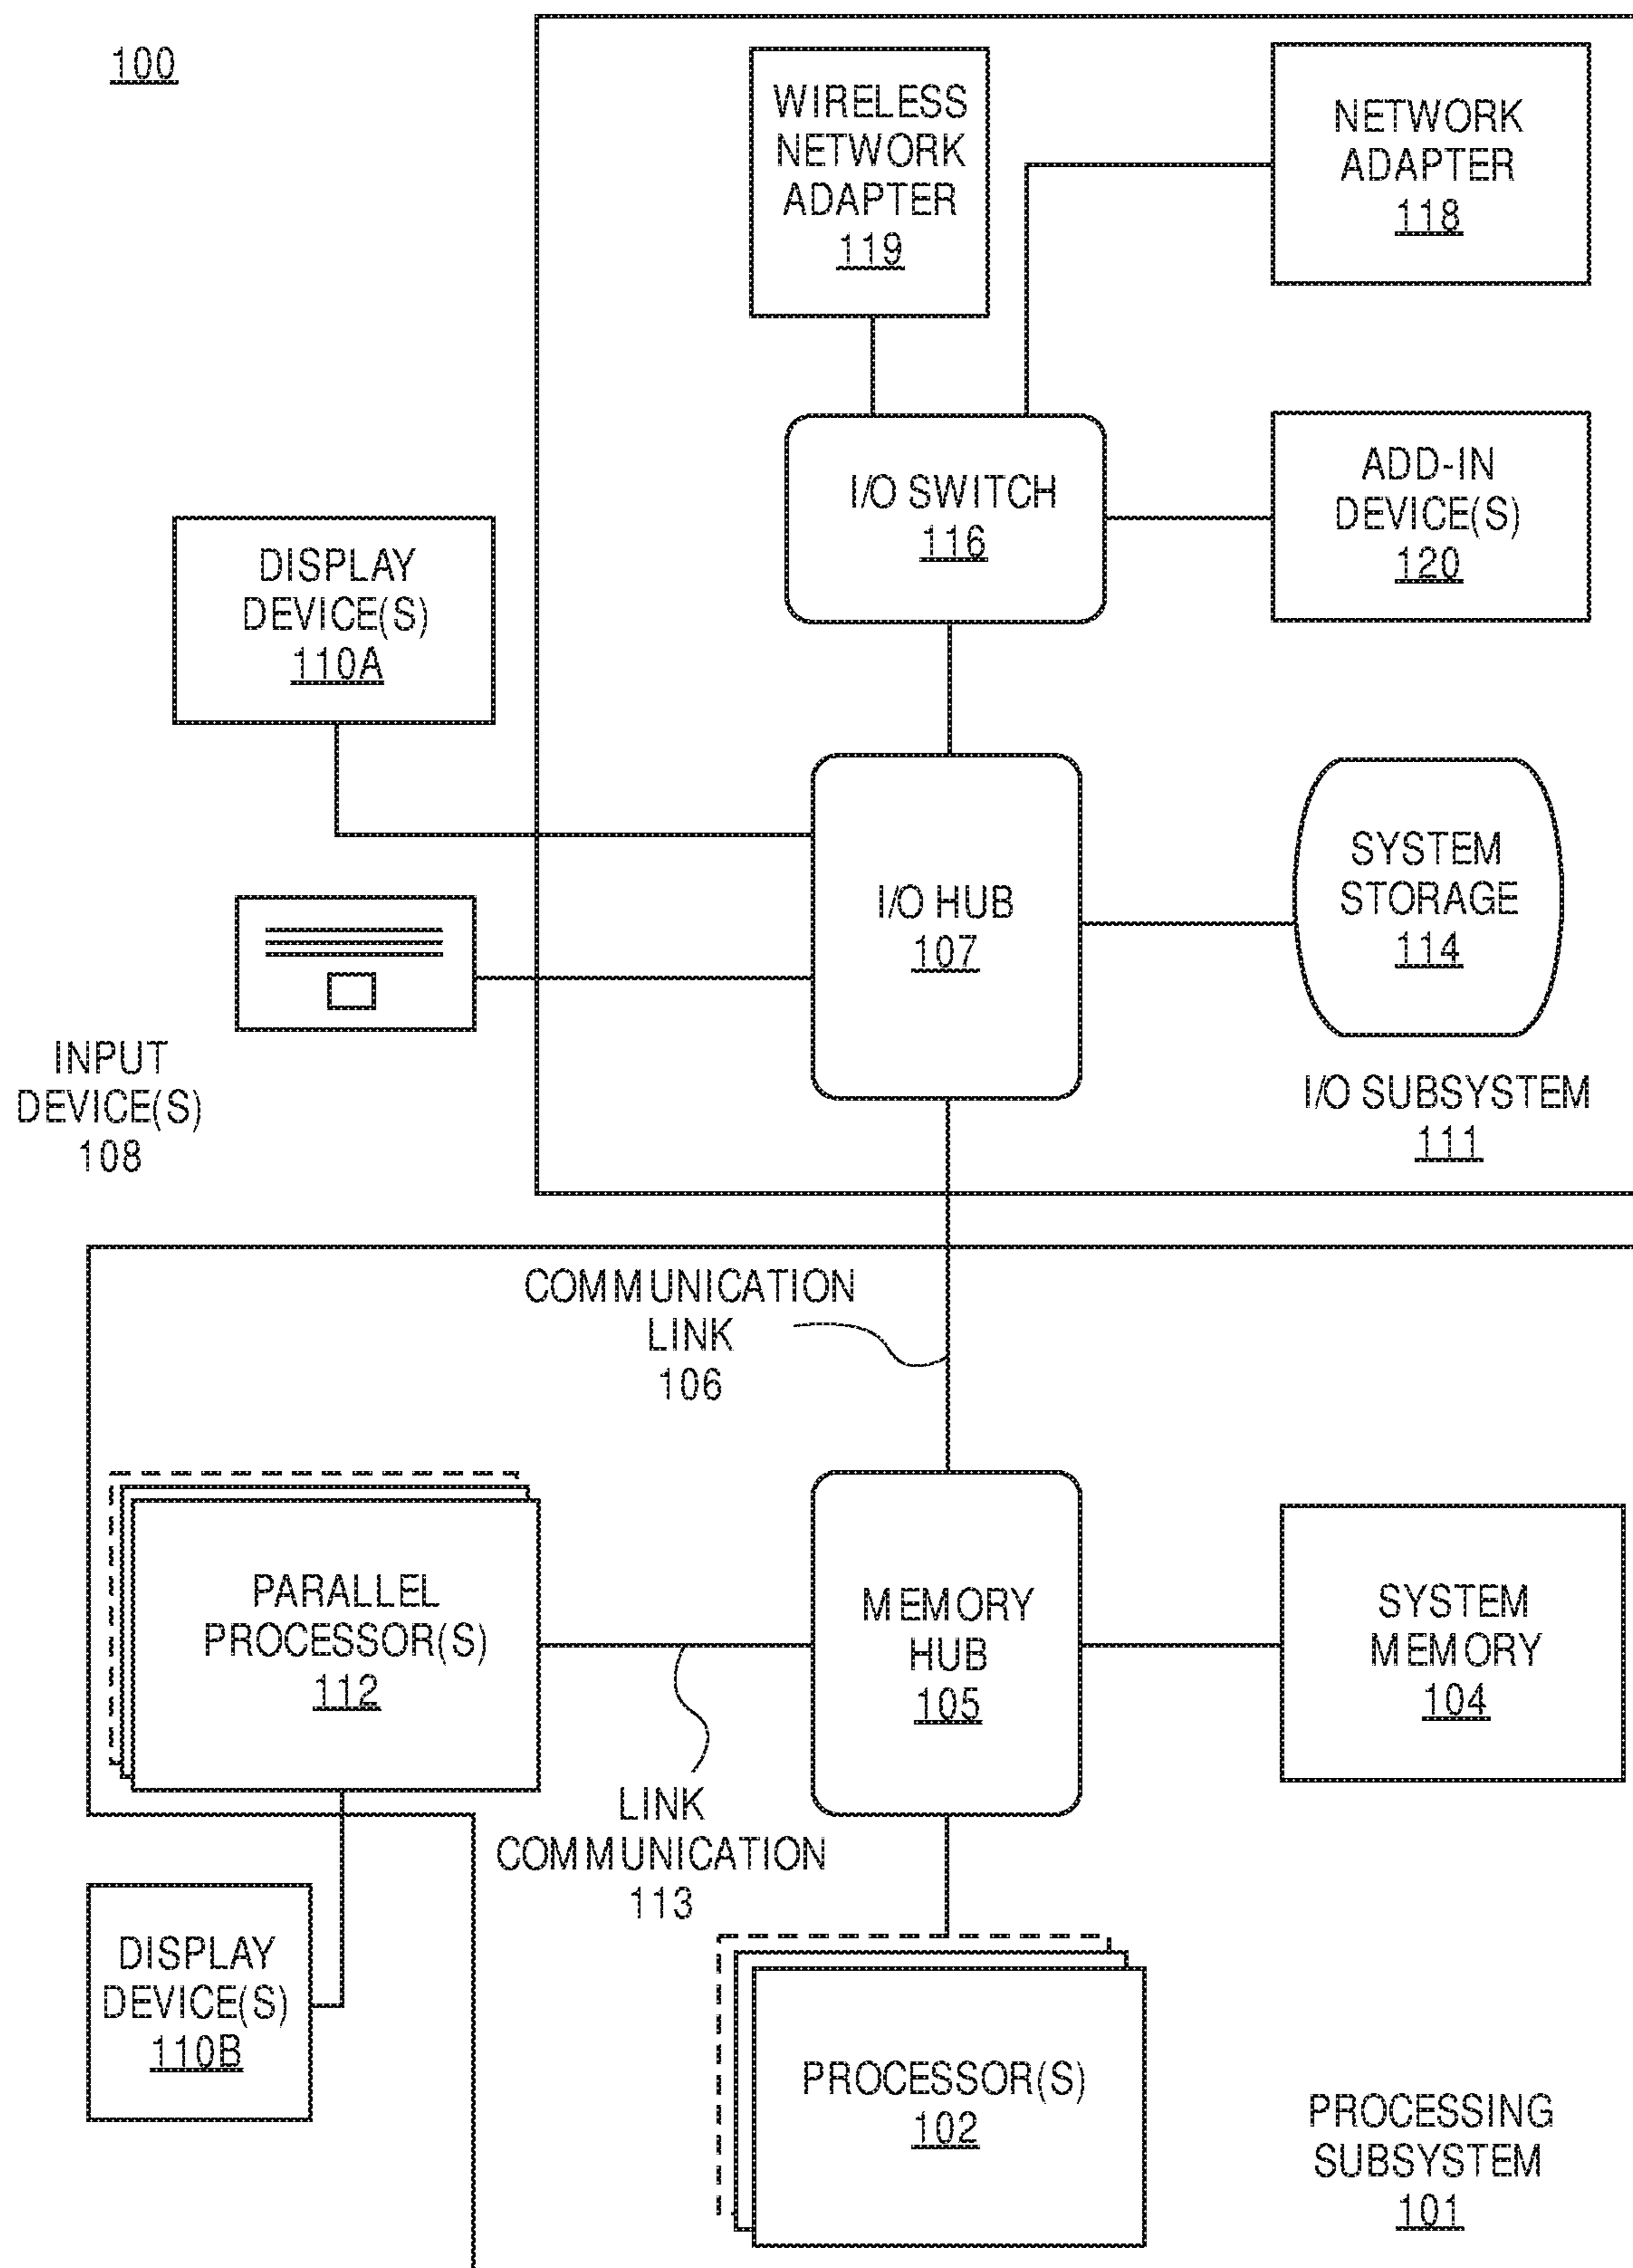 100
WIRELESS
NETWORK
ADAPTER
119
NETWORK
ADAPTER
118
I/O SWITCH
116
ADD-IN
DEVICE(S)
120
DISPLAY
DEVICE(S)
110A
I/O HUB
107
SYSTEM
STORAGE
114
INPUT
DEVICE(S)
108
I/O SUBSYSTEM
111
COMMUNICATION
LINK
106
PARALLEL
PROCESSOR(S)
112
MEMORY
HUB
105
SYSTEM
MEMORY
104
LINK
COMMUNICATION
113
DISPLAY
DEVICE(S)
110B
PROCESSOR(S)
102
PROCESSING
SUBSYSTEM
101